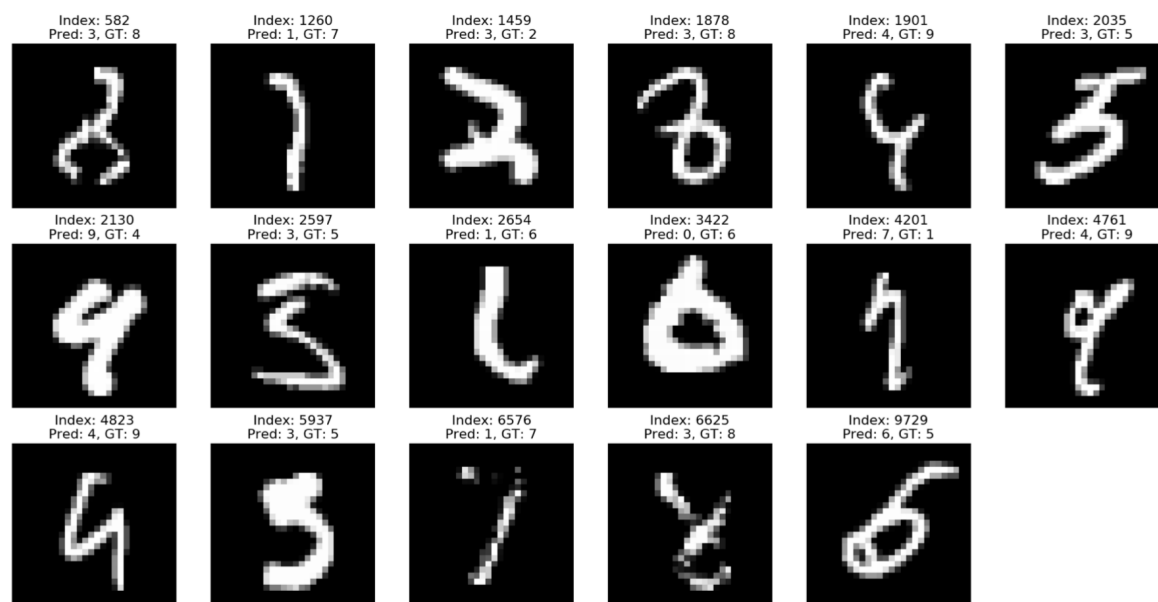 Index: 582
Pred: 3, GT: 8
Index: 1260
Pred: 1, GT: 7
Index: 1459
Pred: 3, GT: 2
Index: 1878
Pred: 3, GT: 8
Index: 1901
Pred: 4, GT: 9
Index: 2035
Pred: 3, GT: 5
Index: 2130
Pred: 9, GT: 4
Index: 2597
Pred: 3, GT: 5
Index: 2654
Pred: 1, GT: 6
Index: 3422
Pred: 0, GT: 6
Index: 4201
Pred: 7, GT: 1
Index: 4761
Pred: 4, GT: 9
Index: 4823
Pred: 4, GT: 9
Index: 5937
Pred: 3, GT: 5
Index: 6576
Pred: 1, GT: 7
Index: 6625
Pred: 3, GT: 8
Index: 9729
Pred: 6, GT: 5